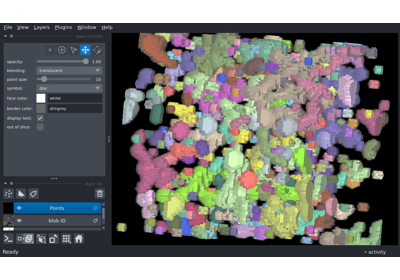 File View Layers Plugins Window Help
opacity: 1.00
blending: translucent
point size: 10
symbol: disc
face color: white
border color: dimgrey
display text: ✓
out of slice:
Points
blob ID
Ready
activity